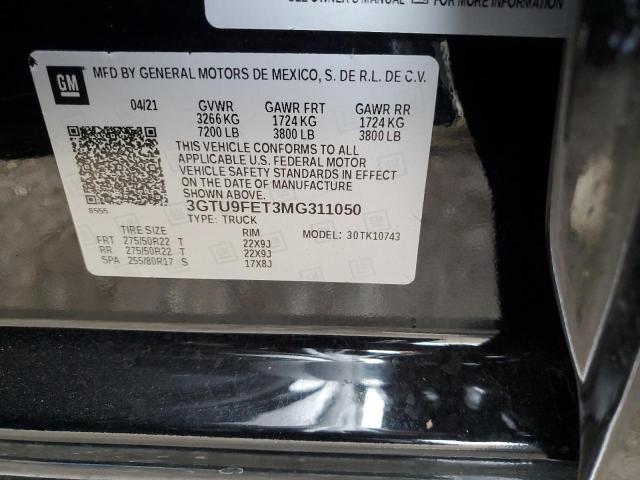 SEE OWNER'S MANUAL
FOR MORE INFORMATION
GM
MFD BY GENERAL MOTORS DE MEXICO, S. DE R.L. DE C.V.
04/21 GVWR GAWR FRT GAWR RR
3266 KG 1724 KG 1724 KG
7200 LB 3800 LB 3800 LB
THIS VEHICLE CONFORMS TO ALL
APPLICABLE U.S. FEDERAL MOTOR
VEHICLE SAFETY STANDARDS IN EFFECT
ON THE DATE OF MANUFACTURE
SHOWN ABOVE.
8555
3GTU9FET3MG311050
TYPE: TRUCK
TIRE SIZE RIM MODEL: 30TK10743
FRT 275/50R22 T 22X9J
RR 275/50R22 T 22X9J
SPA 255/80R17 S 17X8J